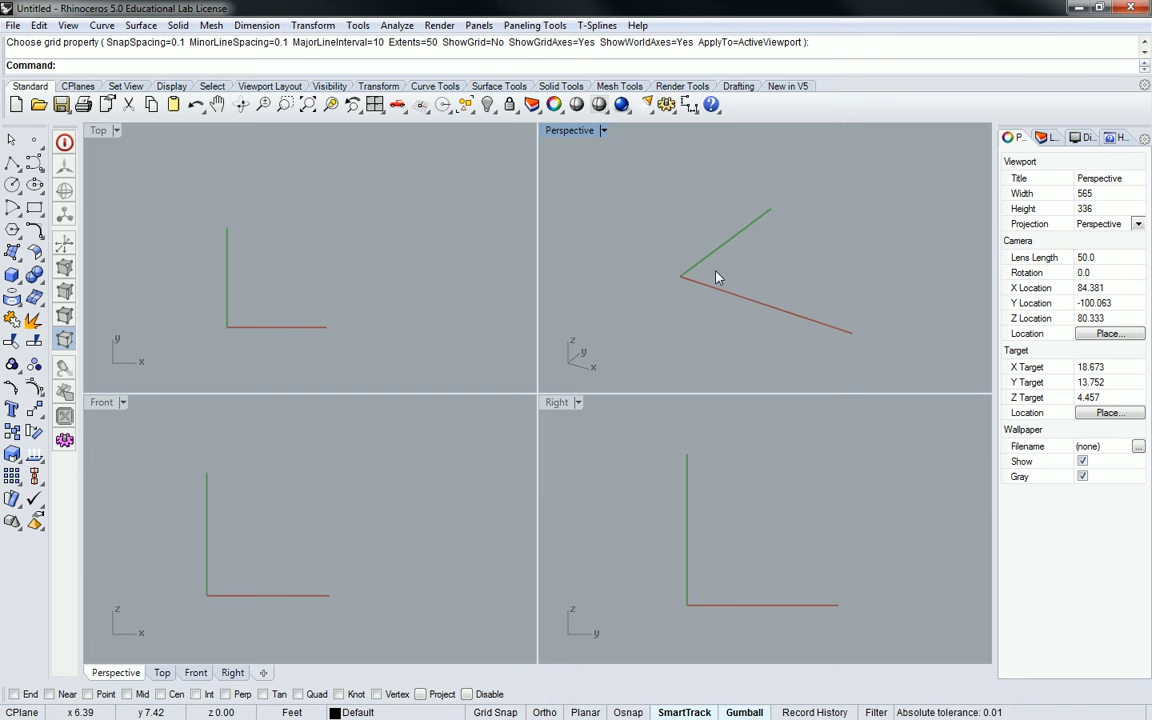 Untitled - Rhinoceros 5.0 Educational Lab License
File Edit View Curve Surface Solid Mesh Dimension Transform Tools Analyze Render Panels Paneling Tools T-Splines Help
Choose grid property ( SnapSpacing=0.1 MinorLineSpacing=0.1 MajorLineInterval=10 Extents=50 ShowGrid=No ShowGridAxes=Yes ShowWorldAxes=Yes ApplyTo=ActiveViewport ):
Command:
Standard CPlanes Set View Display Select Viewport Layout Visibility Transform Curve Tools Surface Tools Solid Tools Mesh Tools Render Tools Drafting New in V5
Top
y
x
Perspective
z
y
x
Front
z
x
Right
z
y
P... L... Di... H...
Viewport
Title Perspective
Width 565
Height 336
Projection Perspective
Camera
Lens Length 50.0
Rotation 0.0
X Location 84.381
Y Location -100.063
Z Location 80.333
Location Place...
Target
X Target 18.673
Y Target 13.752
Z Target 4.457
Location Place...
Wallpaper
Filename (none) ...
Show
Gray
Perspective Top Front Right
End Near Point Mid Cen Int Perp Tan Quad Knot Vertex Project Disable
CPlane x 6.39 y 7.42 z 0.00 Feet Default Grid Snap Ortho Planar Osnap SmartTrack Gumball Record History Filter Absolute tolerance: 0.01